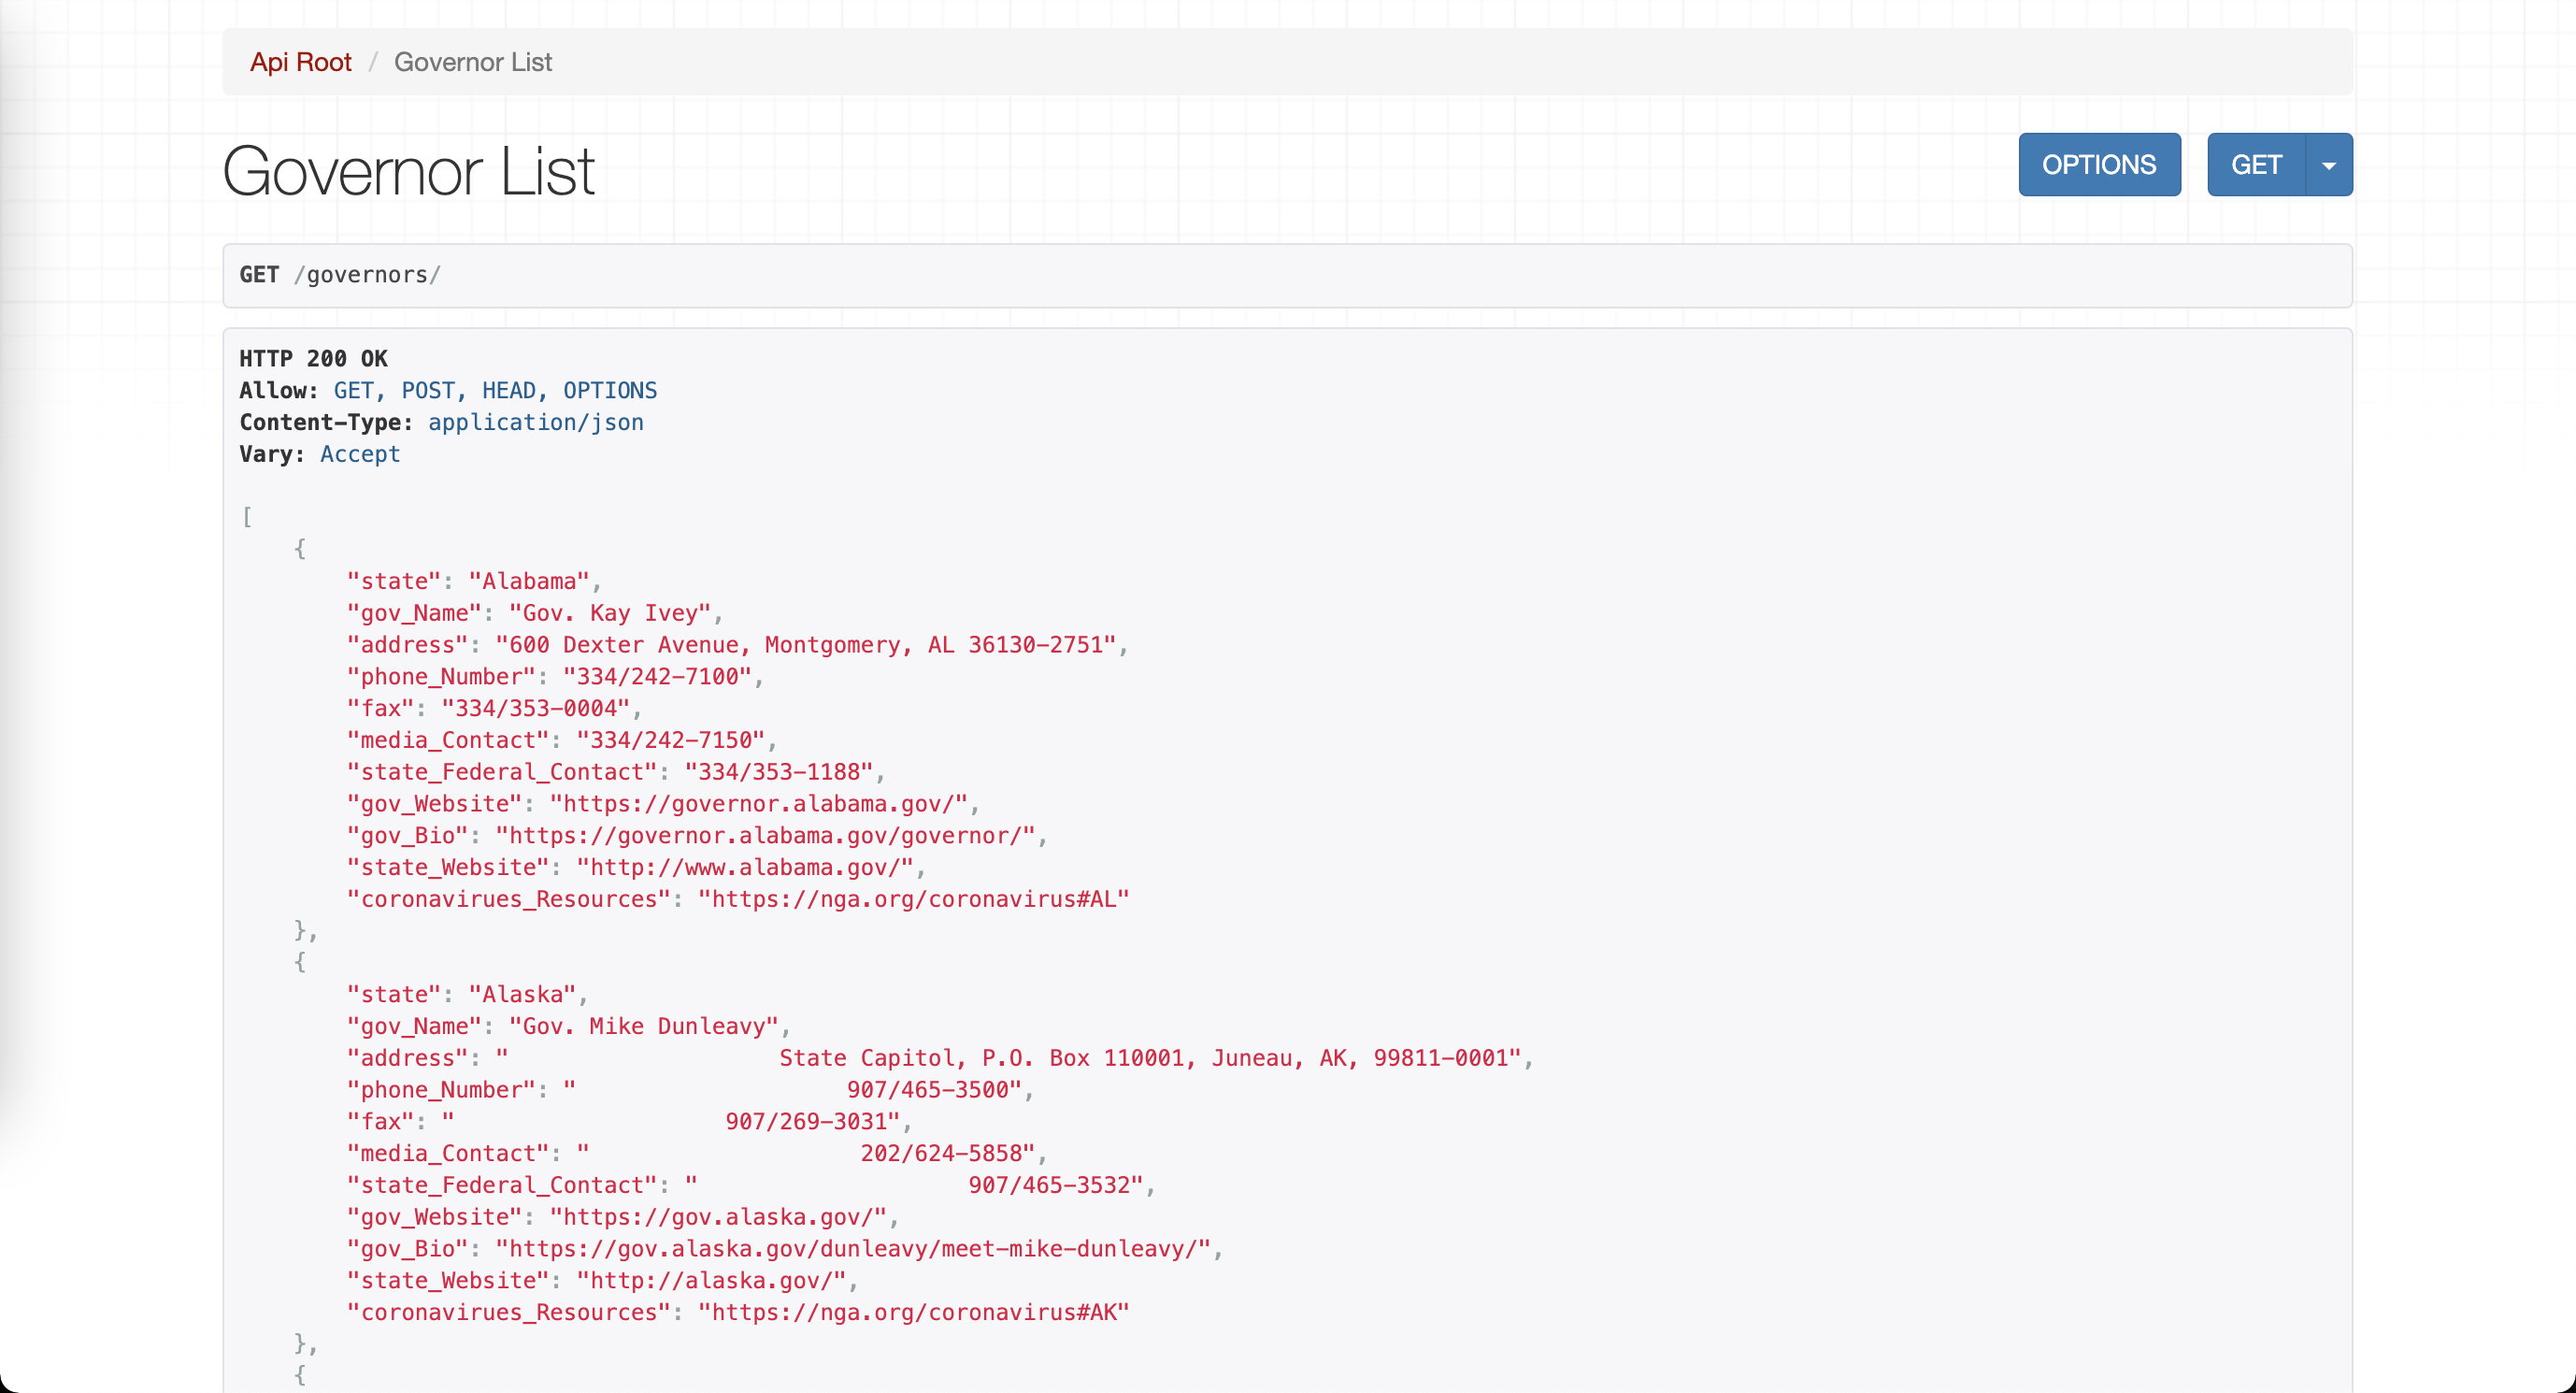 Api Root / Governor List
Governor List
OPTIONS
GET
GET /governors/
HTTP 200 OK
Allow: GET, POST, HEAD, OPTIONS
Content-Type: application/json
Vary: Accept
[
    {
        "state": "Alabama",
        "gov_Name": "Gov. Kay Ivey",
        "address": "600 Dexter Avenue, Montgomery, AL 36130-2751",
        "phone_Number": "334/242-7100",
        "fax": "334/353-0004",
        "media_Contact": "334/242-7150",
        "state_Federal_Contact": "334/353-1188",
        "gov_Website": "https://governor.alabama.gov/",
        "gov_Bio": "https://governor.alabama.gov/governor/",
        "state_Website": "http://www.alabama.gov/",
        "coronavirues_Resources": "https://nga.org/coronavirus#AL"
    },
    {
        "state": "Alaska",
        "gov_Name": "Gov. Mike Dunleavy",
        "address": "                    State Capitol, P.O. Box 110001, Juneau, AK, 99811-0001",
        "phone_Number": "                    907/465-3500",
        "fax": "                    907/269-3031",
        "media_Contact": "                    202/624-5858",
        "state_Federal_Contact": "                    907/465-3532",
        "gov_Website": "https://gov.alaska.gov/",
        "gov_Bio": "https://gov.alaska.gov/dunleavy/meet-mike-dunleavy/",
        "state_Website": "http://alaska.gov/",
        "coronavirues_Resources": "https://nga.org/coronavirus#AK"
    },
    {